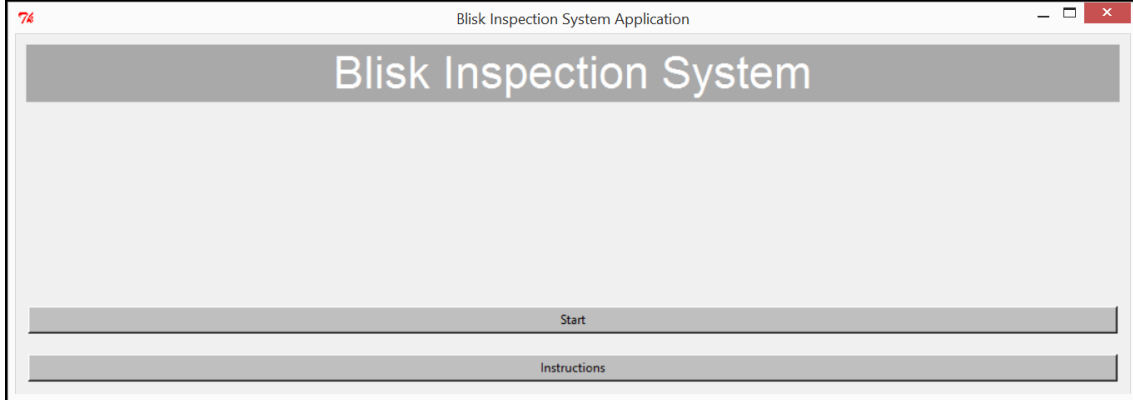 Blisk Inspection System Application
Blisk Inspection System
Start
Instructions